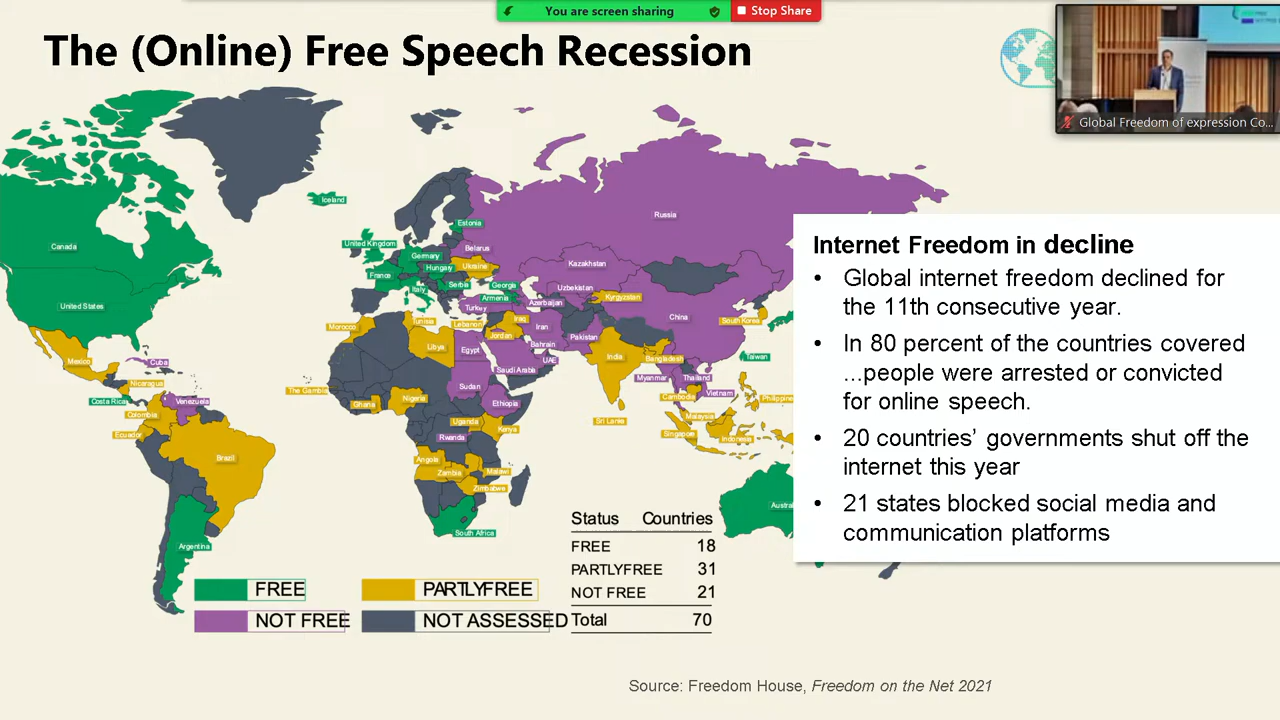 You are screen sharing
Stop Share
The (Online) Free Speech Recession
Global Freedom of expression Co...
Iceland
Canada
United States
Mexico
Cuba
Nicaragua
Costa Rica
Venezuela
Colombia
Ecuador
Brazil
Argentina
United Kingdom
Estonia
Germany
Belarus
France
Hungary
Ukraine
Italy
Serbia
Georgia
Armenia
Azerbaijan
Turkey
Russia
Kazakhstan
Uzbekistan
Kyrgyzstan
China
South Korea
Morocco
Tunisia
Lebanon
Iraq
Jordan
Iran
Libya
Egypt
Bahrain
Pakistan
UAE
Saudi Arabia
India
Bangladesh
Taiwan
Myanmar
Thailand
Vietnam
Cambodia
Philippine
Sri Lanka
Malaysia
Singapore
Indonesia
The Gambia
Ghana
Nigeria
Sudan
Ethiopia
Uganda
Kenya
Rwanda
Angola
Zambia
Malawi
Zimbabwe
South Africa
Austral
Internet Freedom in decline
• Global internet freedom declined for
the 11th consecutive year.
• In 80 percent of the countries covered
...people were arrested or convicted
for online speech.
• 20 countries’ governments shut off the
internet this year
• 21 states blocked social media and
communication platforms
Status Countries
FREE 18
PARTLYFREE 31
NOT FREE 21
Total 70
FREE
PARTLYFREE
NOT FREE
NOT ASSESSED
Source: Freedom House, Freedom on the Net 2021